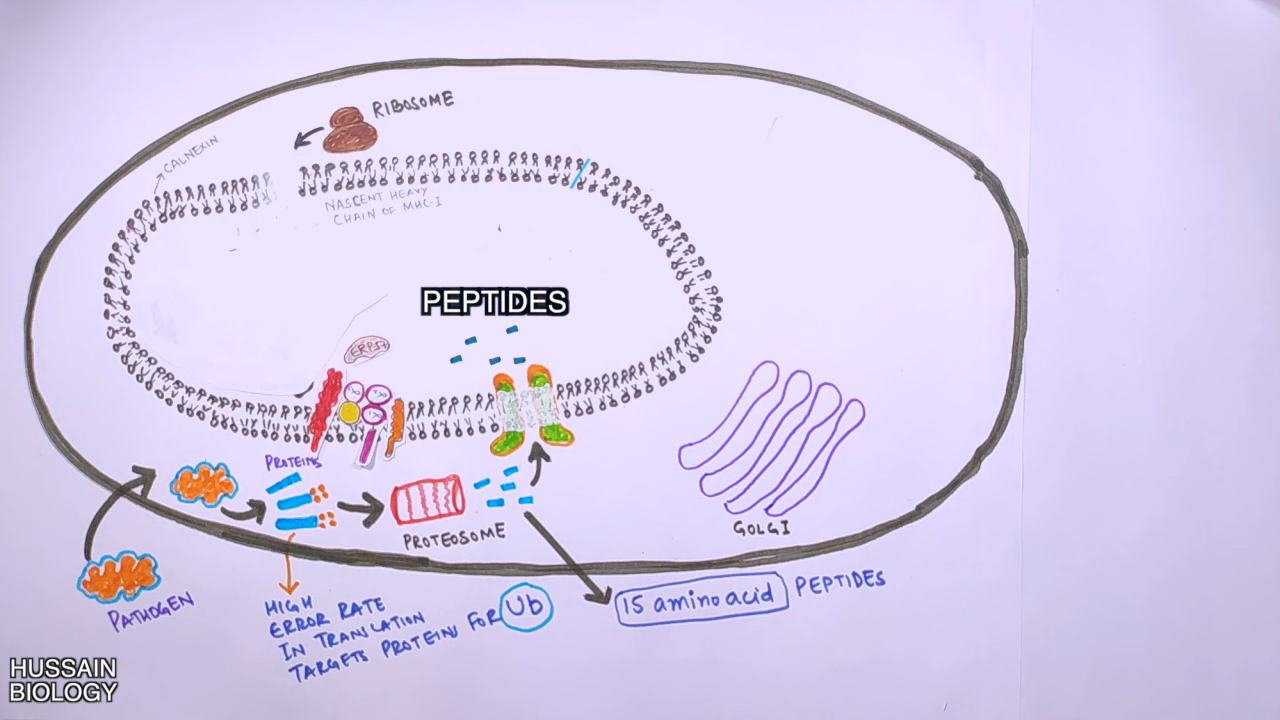 RIBOSOME
CALNEXIN
NASCENT HEAVY
CHAIN OF MHC-I
PEPTIDES
ERP57
PROTEINS
PROTEOSOME
GOLGI
PATHOGEN
HIGH
ERROR RATE
IN TRANSLATION
TARGETS PROTEINS FOR Ub
15 amino acid PEPTIDES
HUSSAIN
BIOLOGY